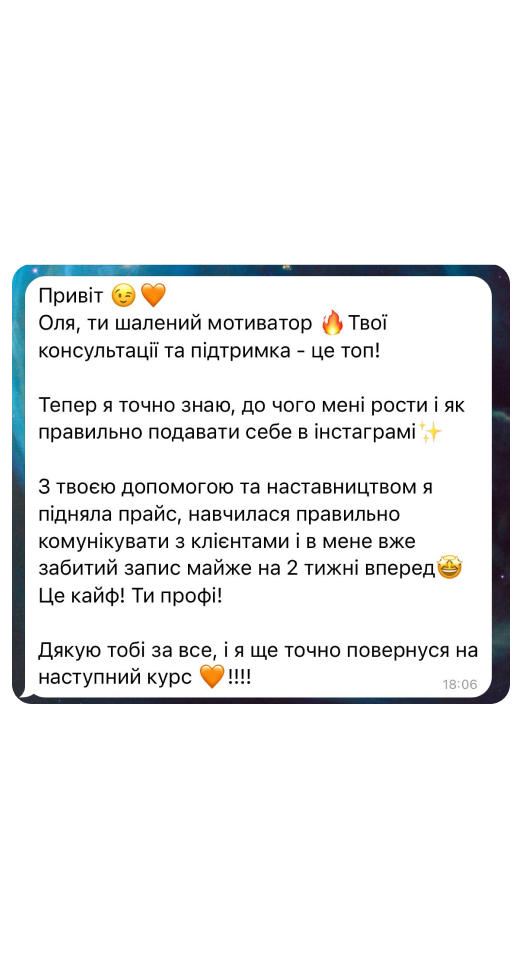 Привіт 😉🧡
Оля, ти шалений мотиватор 🔥 Твої
консультації та підтримка - це топ!
Тепер я точно знаю, до чого мені рости і як
правильно подавати себе в інстаграмі✨
З твоєю допомогою та наставництвом я
підняла прайс, навчилася правильно
комунікувати з клієнтами і в мене вже
забитий запис майже на 2 тижні вперед🤩
Це кайф! Ти профі!
Дякую тобі за все, і я ще точно повернуся на
наступний курс 🧡!!!!
18:06